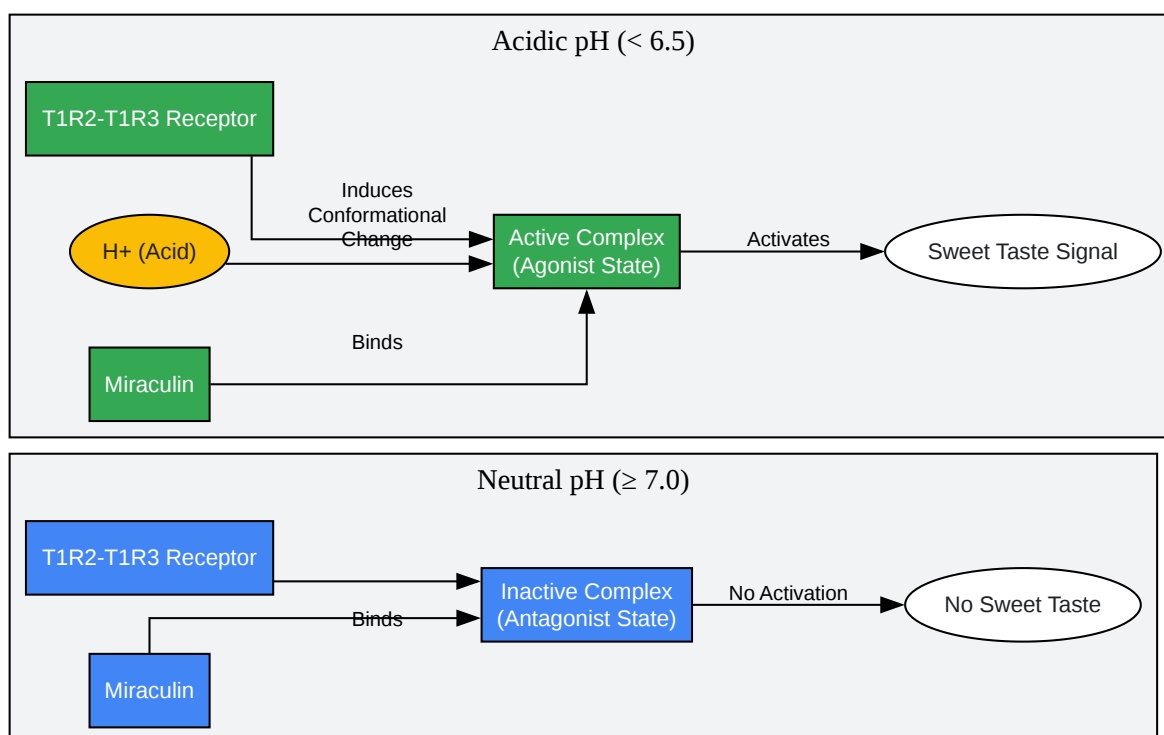 Acidic pH (< 6.5)
T1R2-T1R3 Receptor
Induces
Conformational
Change
H+ (Acid)
Active Complex
(Agonist State)
Activates
Sweet Taste Signal
Binds
Miraculin
Neutral pH (≥ 7.0)
T1R2-T1R3 Receptor
Inactive Complex
(Antagonist State)
No Activation
No Sweet Taste
Binds
Miraculin